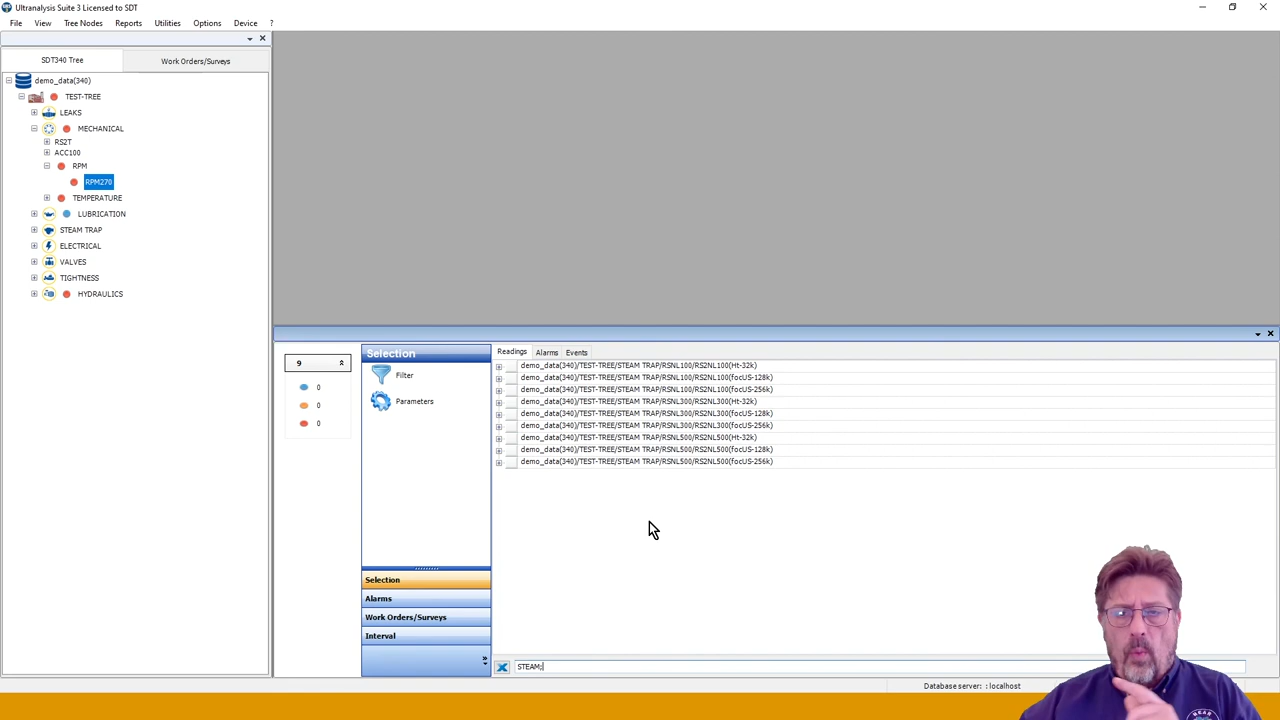 Ultranalysis Suite 3 Licensed to SDT
File View Tree Nodes Reports Utilities Options Device ?
SDT340 Tree
Work Orders/Surveys
demo_data(340)
TEST-TREE
LEAKS
MECHANICAL
RS2T
ACC100
RPM
RPM270
TEMPERATURE
LUBRICATION
STEAM TRAP
ELECTRICAL
VALVES
TIGHTNESS
HYDRAULICS
9
0
0
0
Selection
Filter
Parameters
Selection
Alarms
Work Orders/Surveys
Interval
Readings Alarms Events
demo_data(340)/TEST-TREE/STEAM TRAP/RSNL100/RS2NL100(Ht-32k)
demo_data(340)/TEST-TREE/STEAM TRAP/RSNL100/RS2NL100(focUS-128k)
demo_data(340)/TEST-TREE/STEAM TRAP/RSNL100/RS2NL100(focUS-256k)
demo_data(340)/TEST-TREE/STEAM TRAP/RSNL300/RS2NL300(Ht-32k)
demo_data(340)/TEST-TREE/STEAM TRAP/RSNL300/RS2NL300(focUS-128k)
demo_data(340)/TEST-TREE/STEAM TRAP/RSNL300/RS2NL300(focUS-256k)
demo_data(340)/TEST-TREE/STEAM TRAP/RSNL500/RS2NL500(Ht-32k)
demo_data(340)/TEST-TREE/STEAM TRAP/RSNL500/RS2NL500(focUS-128k)
demo_data(340)/TEST-TREE/STEAM TRAP/RSNL500/RS2NL500(focUS-256k)
STEAM;
Database server: : localhost